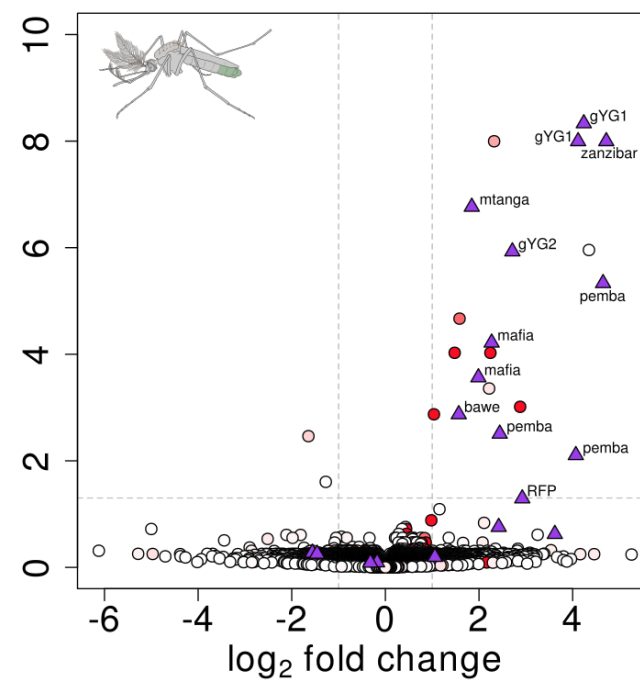 10
8
6
4
2
0
gYG1
gYG1
zanzibar
mtanga
gYG2
pemba
mafia
mafia
bawe
pemba
pemba
RFP
-6 -4 -2 0 2 4
log₂ fold change